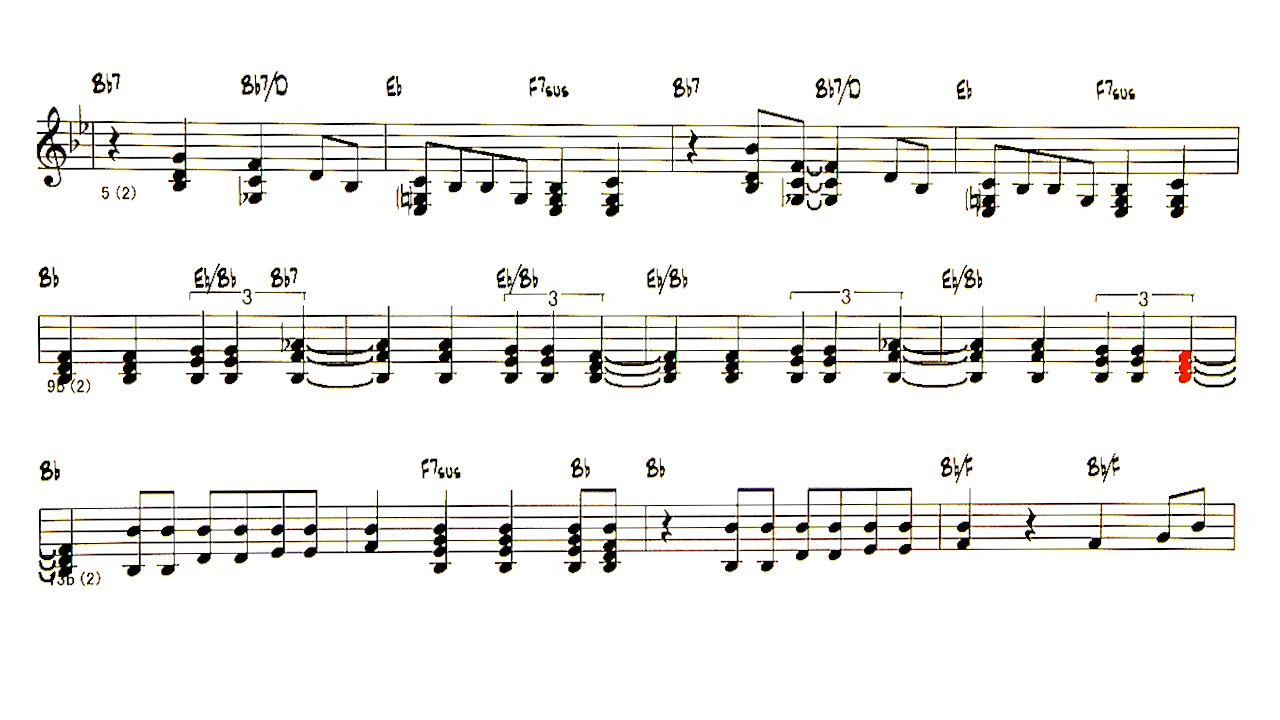 Bb7 Bb7/D Eb F7sus Bb7 Bb7/D Eb F7sus
5 (2)
Bb Eb/Bb Bb7 Eb/Bb Eb/Bb Eb/Bb
3 3 3 3
9b (2)
Bb F7sus Bb Bb Bb/F Bb/F
13b (2)